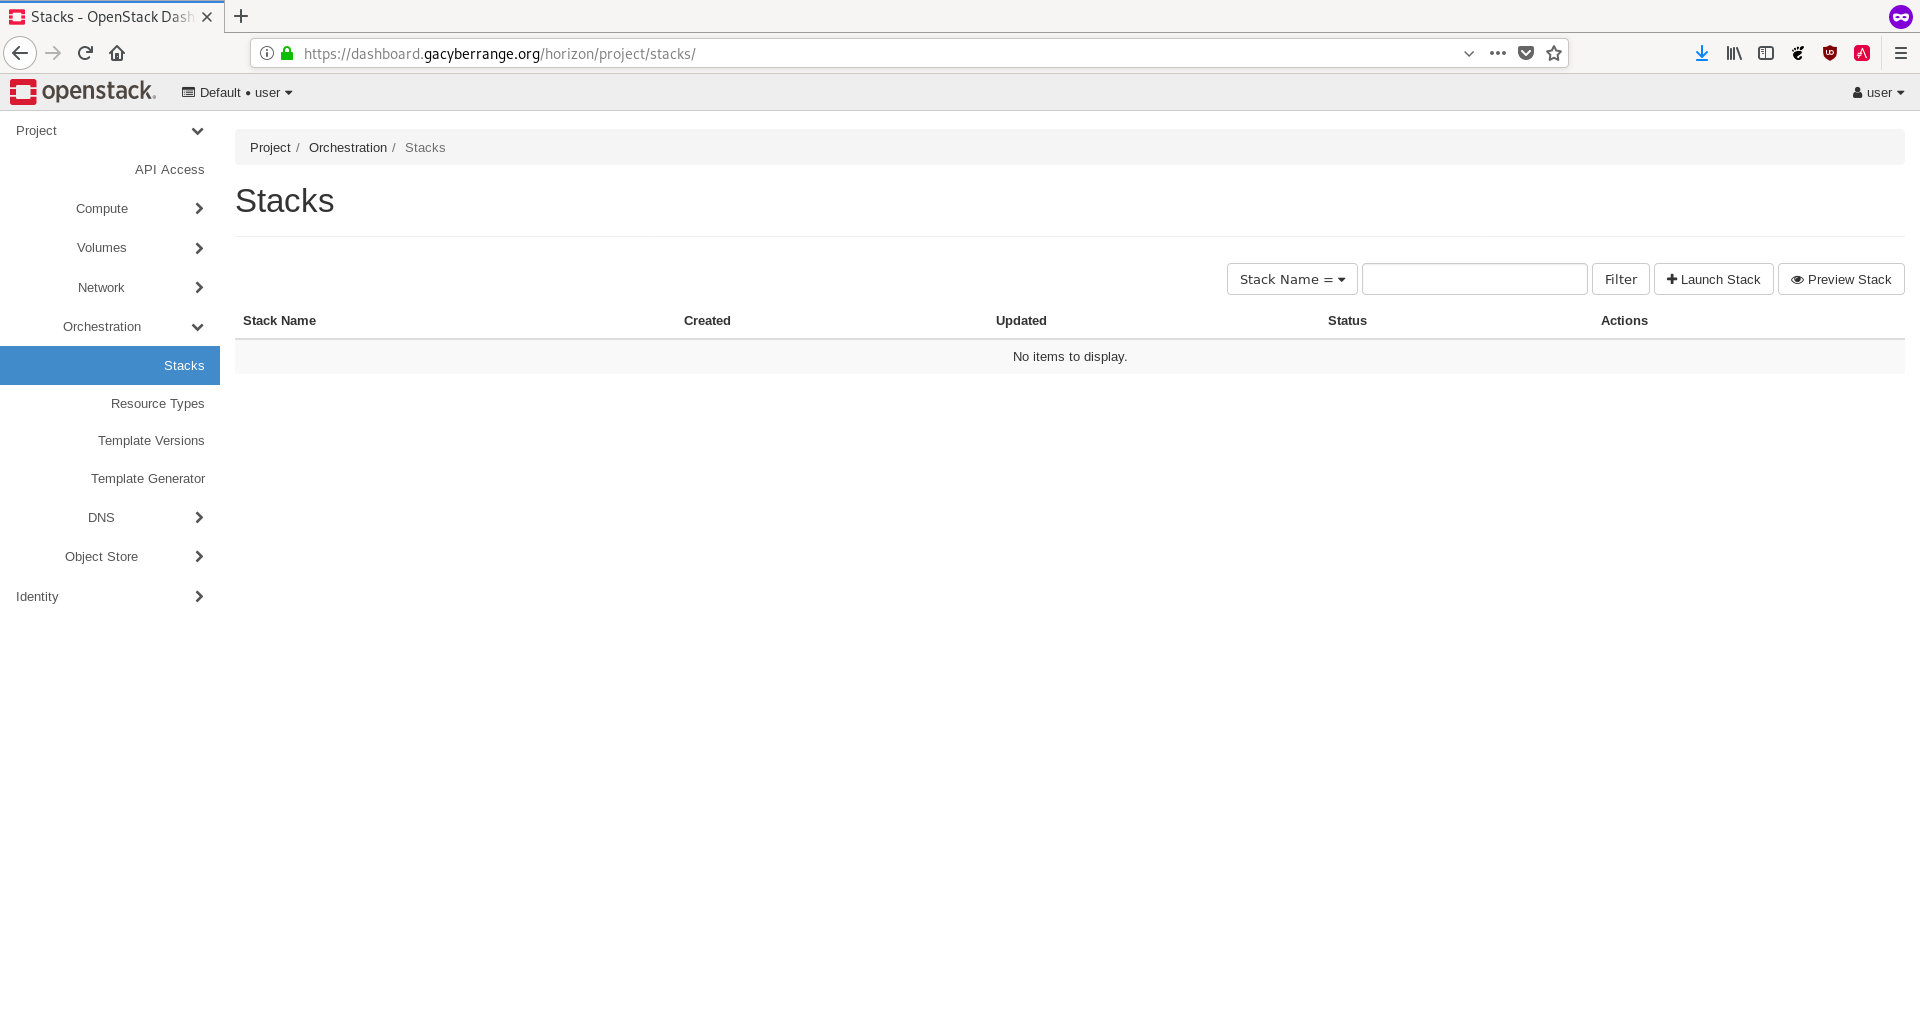 Stacks - OpenStack Dash
https://dashboard.gacyberrange.org/horizon/project/stacks/
openstack.
Default • user
user
Project
API Access
Compute
Volumes
Network
Orchestration
Stacks
Resource Types
Template Versions
Template Generator
DNS
Object Store
Identity
Project / Orchestration / Stacks
Stacks
Stack Name = Filter Launch Stack Preview Stack
Stack Name Created Updated Status Actions
No items to display.